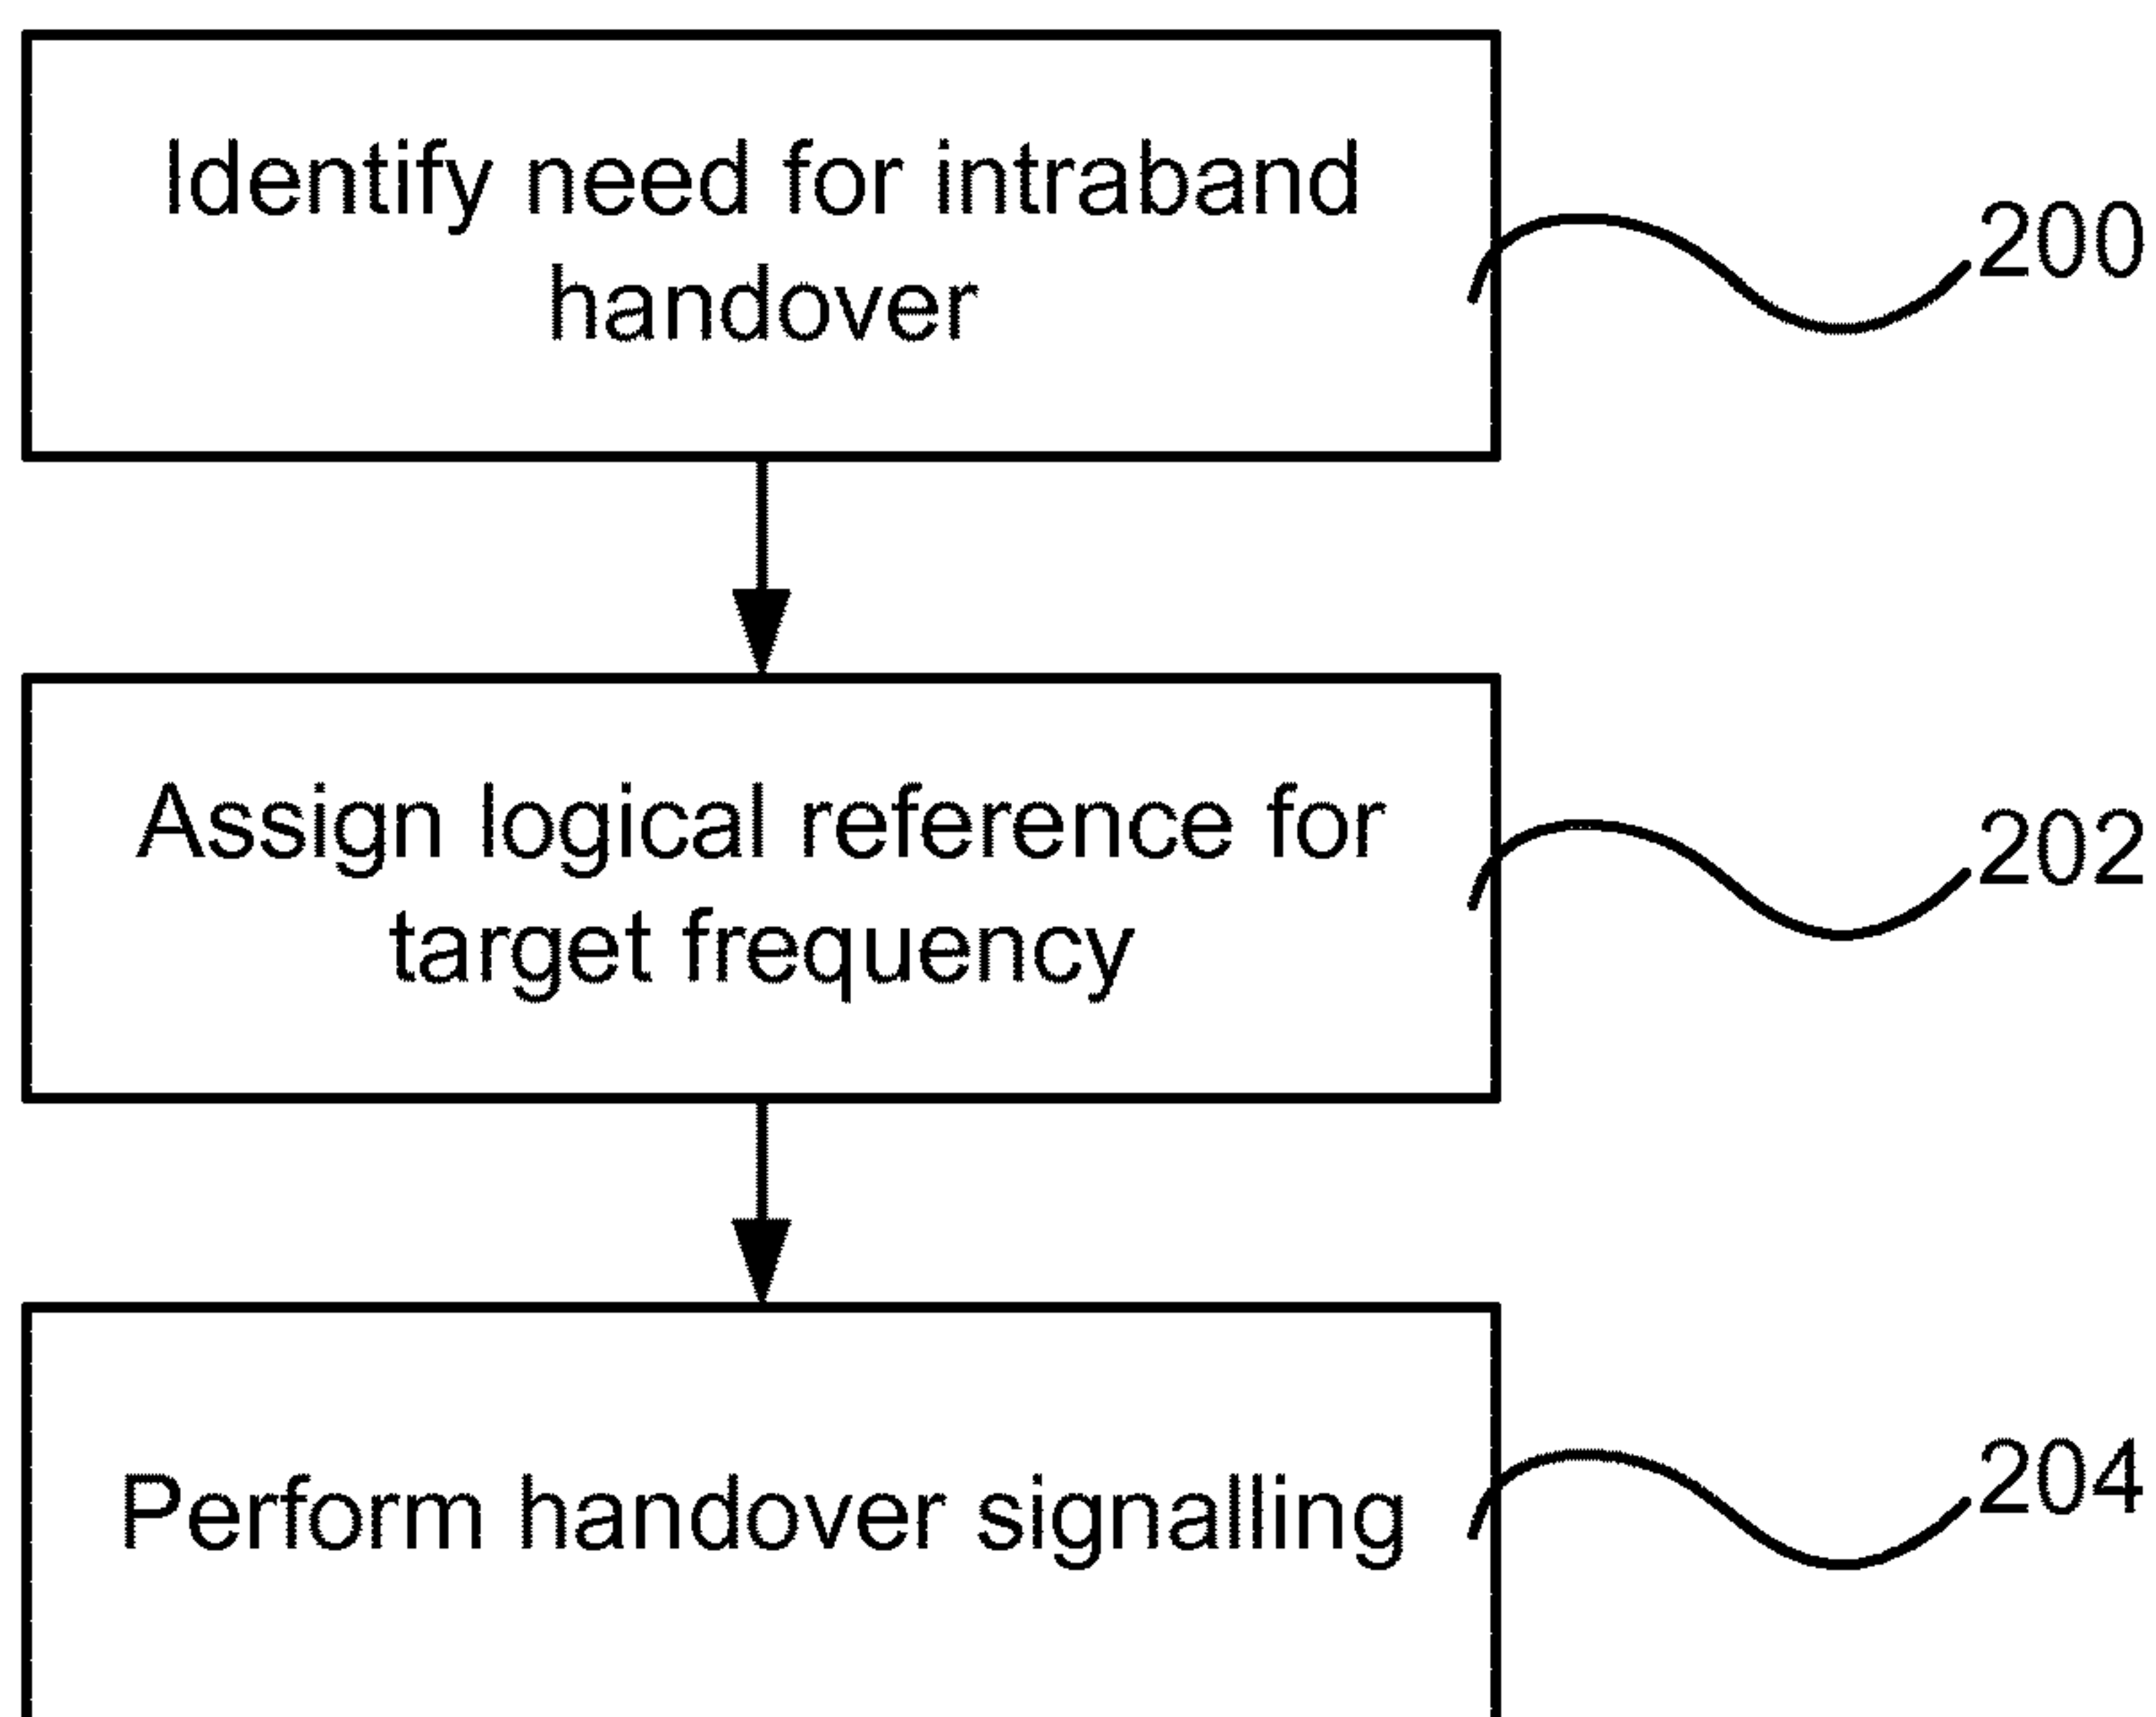 Identify need for intraband
handover
200
Assign logical reference for
target frequency
202
Perform handover signalling
204